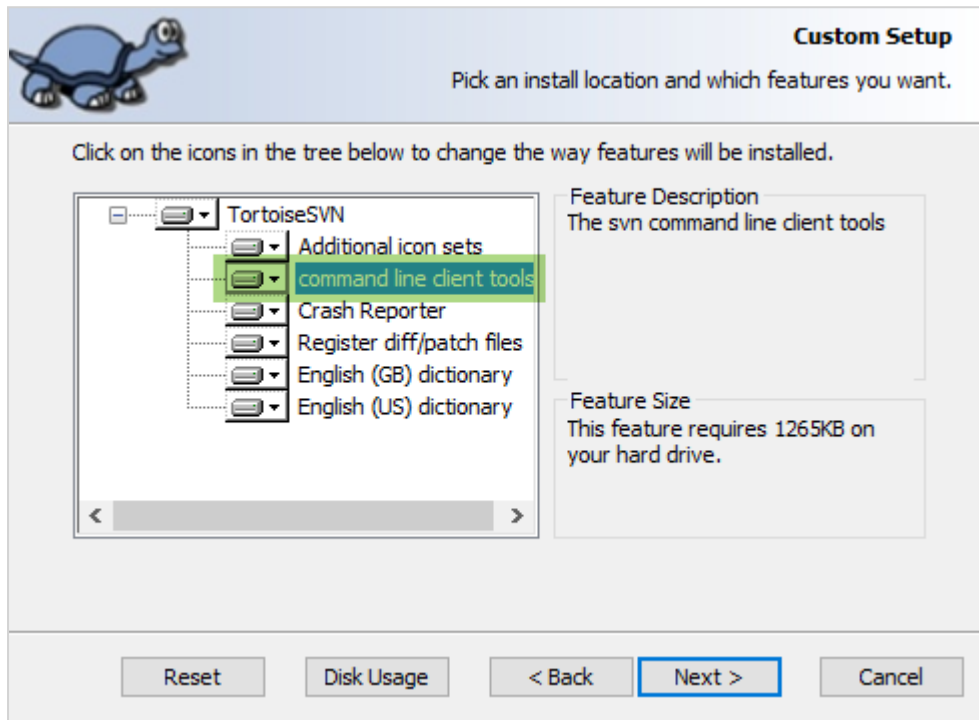 Custom Setup
Pick an install location and which features you want.
Click on the icons in the tree below to change the way features will be installed.
TortoiseSVN
Additional icon sets
command line client tools
Crash Reporter
Register diff/patch files
English (GB) dictionary
English (US) dictionary
Feature Description
The svn command line client tools
Feature Size
This feature requires 1265KB on
your hard drive.
Reset
Disk Usage
< Back
Next >
Cancel